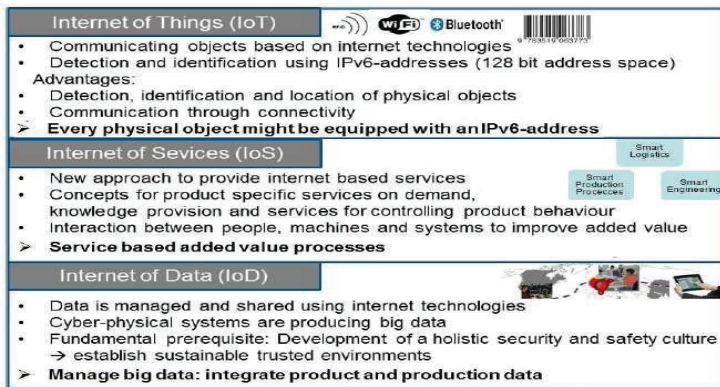 Internet of Things (IoT)
WiFi
Bluetooth
• Communicating objects based on internet technologies
• Detection and identification using IPv6-addresses (128 bit address space)
Advantages:
• Detection, identification and location of physical objects
• Communication through connectivity
➤ Every physical object might be equipped with an IPv6-address
Internet of Sevices (IoS)
Smart
Logistics
Smart
Production
Procecces
Smart
Engineering
• New approach to provide internet based services
• Concepts for product specific services on demand,
knowledge provision and services for controlling product behaviour
• Interaction between people, machines and systems to improve added value
➤ Service based added value processes
Internet of Data (IoD)
• Data is managed and shared using internet technologies
• Cyber-physical systems are producing big data
• Fundamental prerequisite: Development of a holistic security and safety culture
→ establish sustainable trusted environments
➤ Manage big data: integrate product and production data